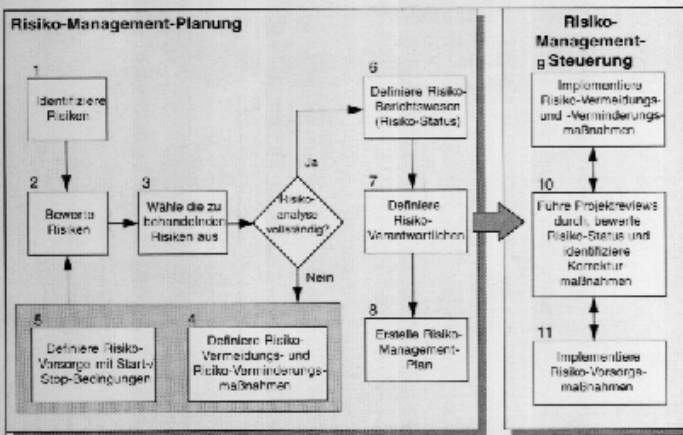 Risiko-Management-Planung
1
Identifiziere
Risiken
2
Bewerte
Risiken
3
Wähle die zu
behandelnden
Risiken aus
Risiko-
analyse
vollständig?
Ja
Nein
5
Definiere Risiko-
Vorsorge mit Start-/
Stop-Bedingungen
4
Definiere Risiko-
Vermeidungs- und
Risiko-Verminderungs-
maßnahmen
6
Definiere Risiko-
Berichtswesen
(Risiko-Status)
7
Definiere
Risiko-
Verantwortlichen
8
Erstelle Risiko-
Management-
Plan
Risiko-
Management-
Steuerung
9
Implementiere
Risiko-Vermeidungs-
und -Verminderungs-
maßnahmen
10
Führe Projektreviews
durch, bewerte
Risiko-Status und
identifiziere
Korrektur-
maßnahmen
11
Implementiere
Risiko-Vorsorge-
maßnahmen